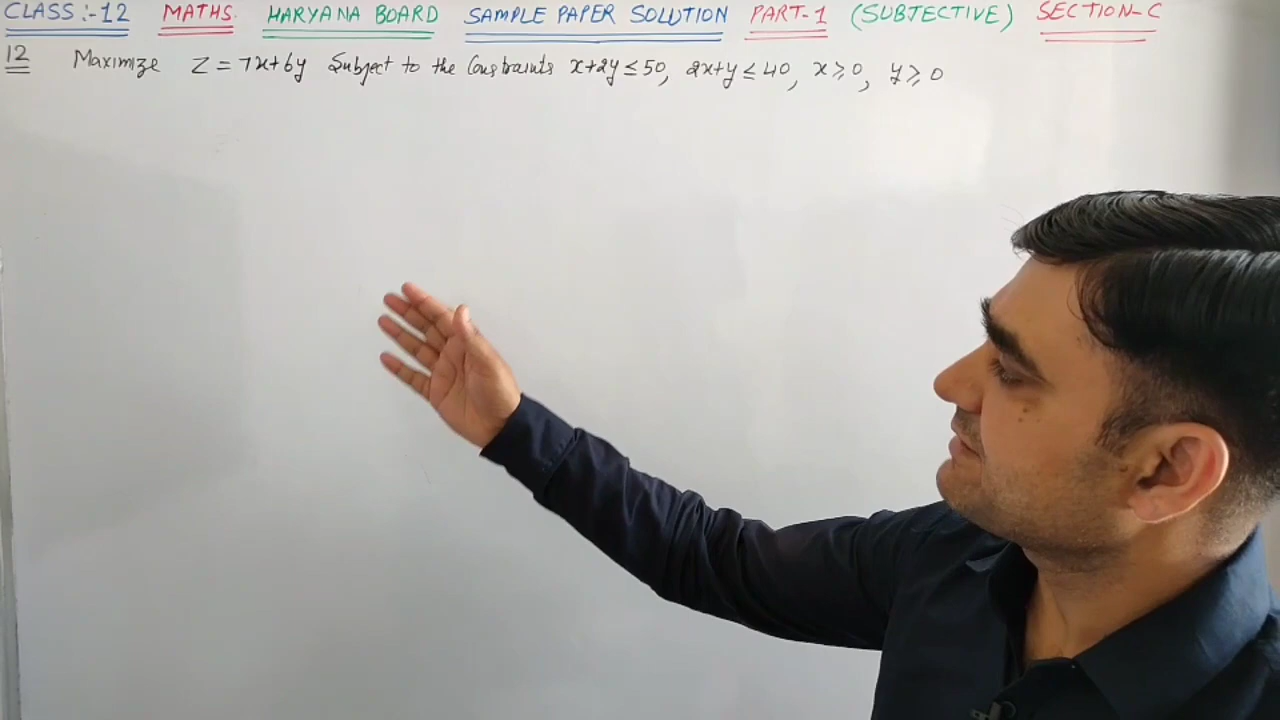 CLASS :- 12 MATHS HARYANA BOARD SAMPLE PAPER SOLUTION PART-1 (SUBJECTIVE) SECTION-C
12 Maximize Z = 7x+6y Subject to the Constraints x+2y ≤ 50, 2x+y ≤ 40, x ≥ 0, y ≥ 0